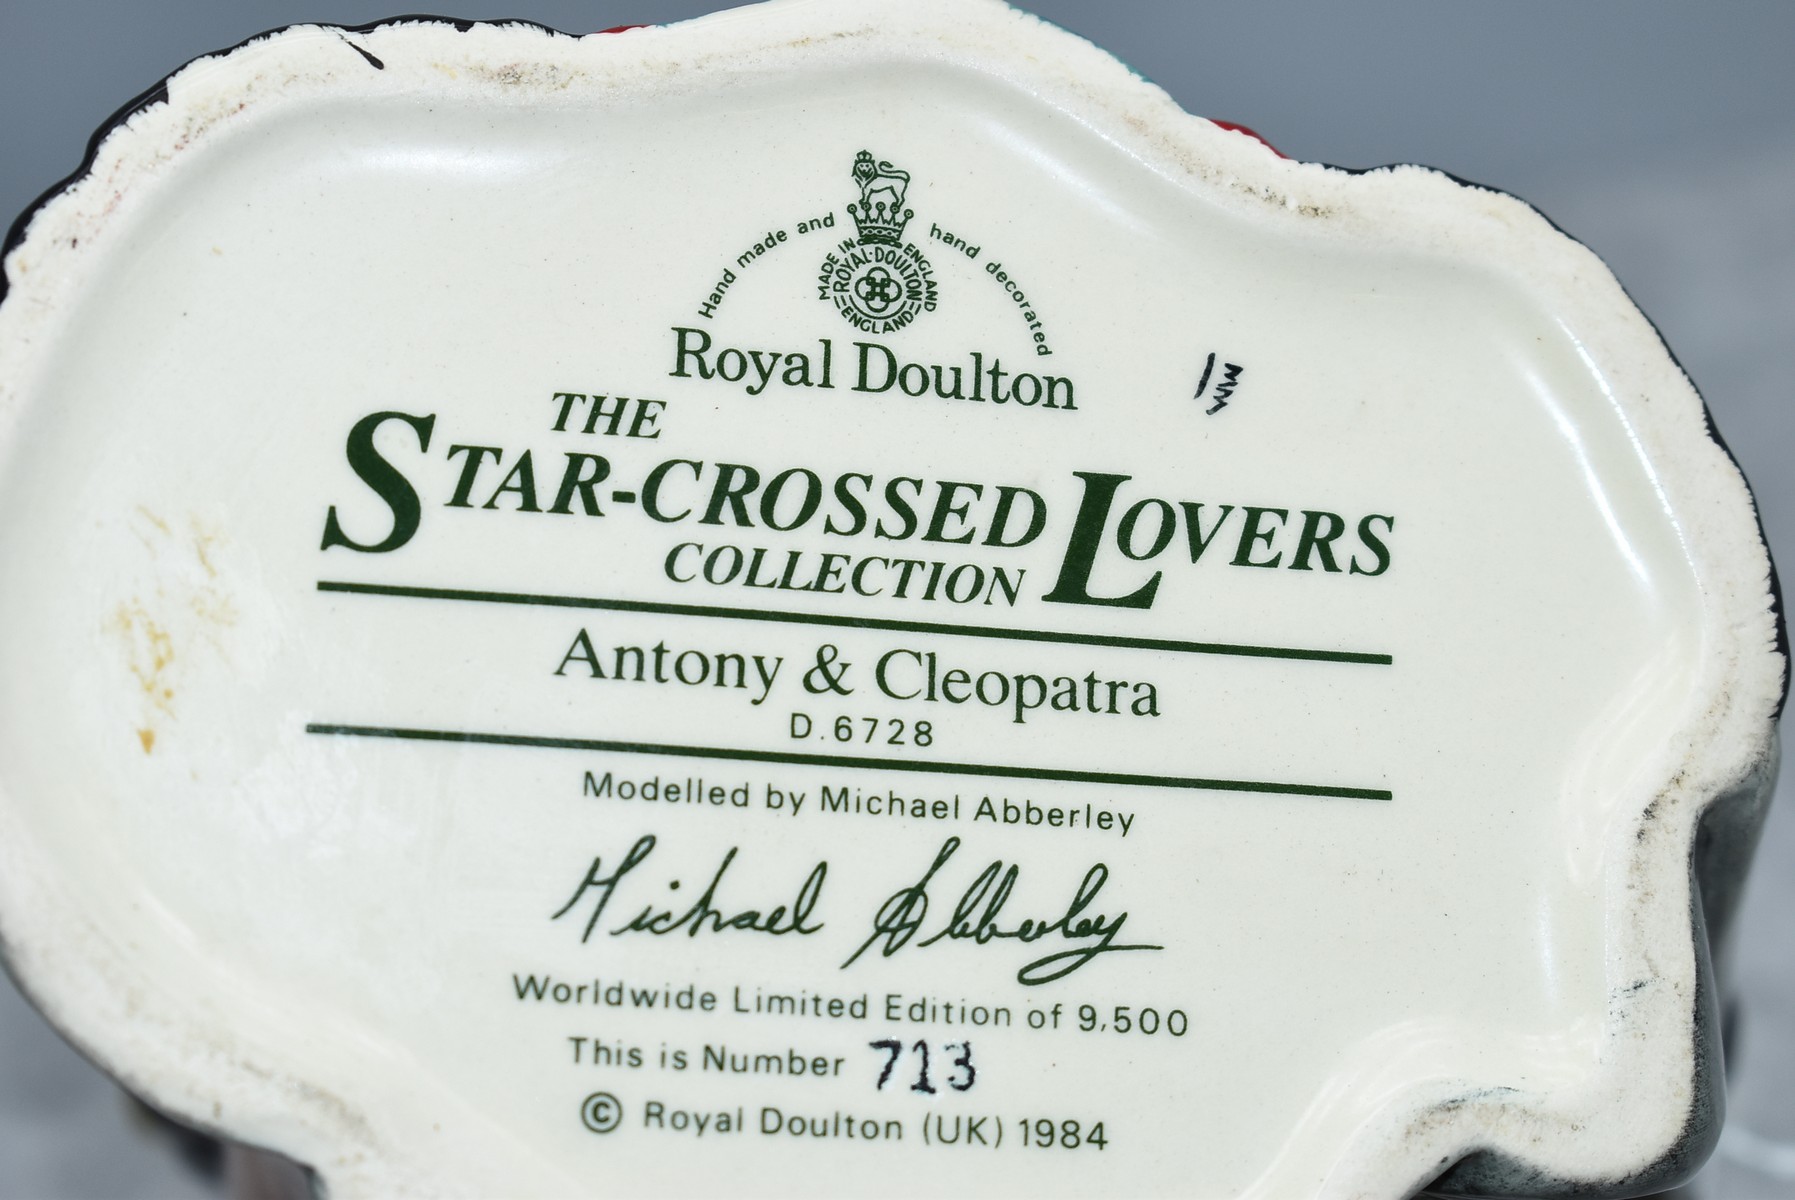 Hand made and hand decorated
MADE IN ENGLAND
ROYAL·DOULTON
ENGLAND
Royal Doulton
THE
STAR-CROSSED LOVERS
COLLECTION
Antony & Cleopatra
D.6728
Modelled by Michael Abberley
Michael Abberley
Worldwide Limited Edition of 9,500
This is Number 713
© Royal Doulton (UK) 1984